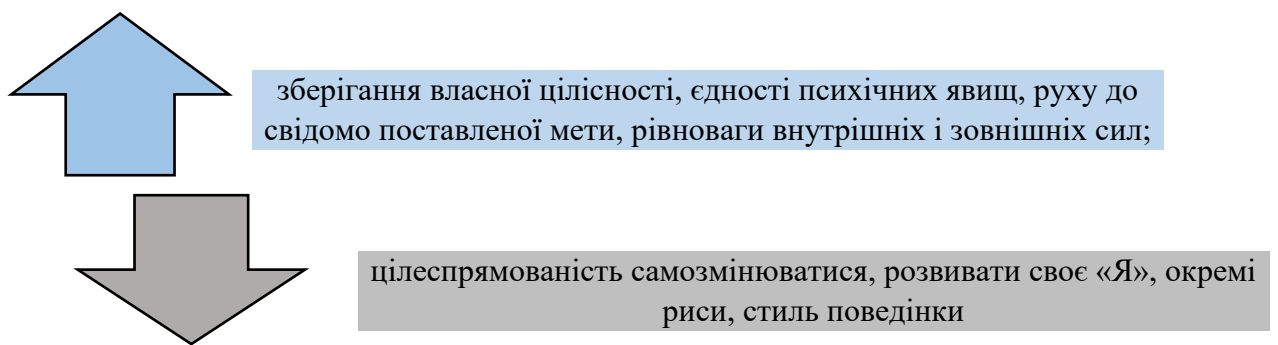 зберігання власної цілісності, єдності психічних явищ, руху до
свідомо поставленої мети, рівноваги внутрішніх і зовнішніх сил;
цілеспрямованість самозмінюватися, розвивати своє «Я», окремі
риси, стиль поведінки